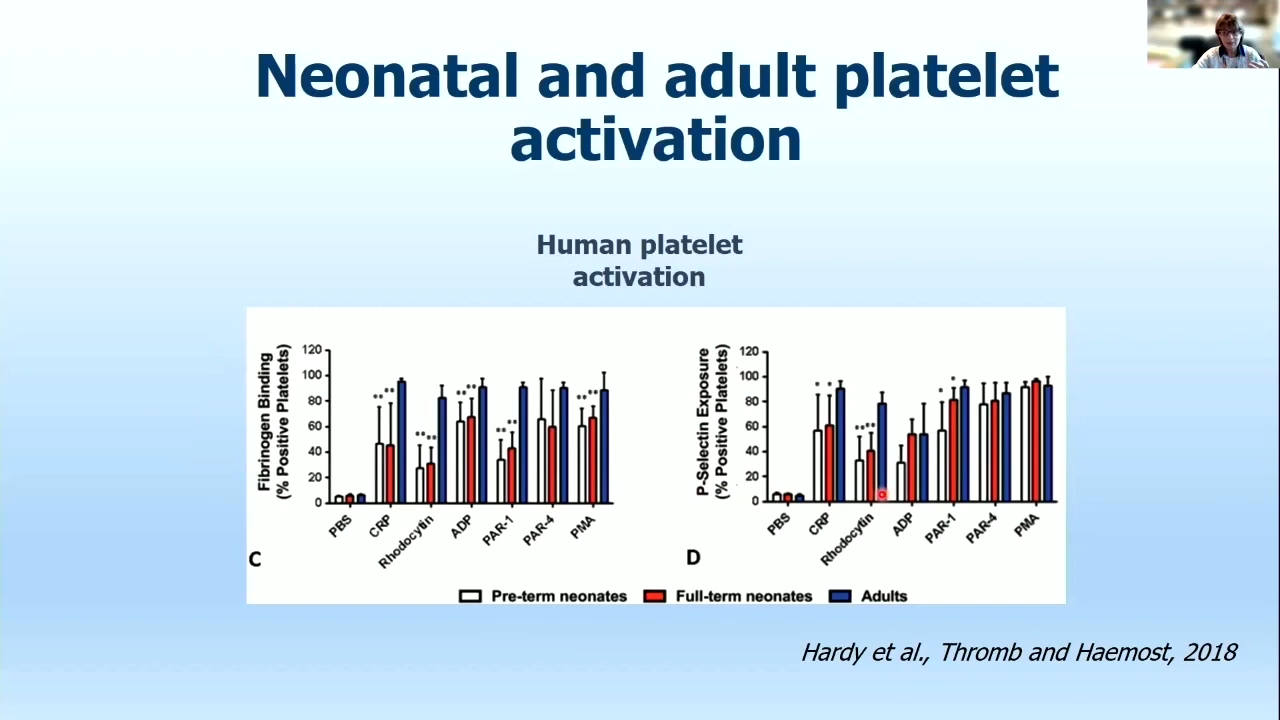 Neonatal and adult platelet
activation
Human platelet
activation
Fibrinogen Binding
(% Positive Platelets)
120
100
80
60
40
20
0
** ** ** ** ** ** ** ** ** **
PBS CRP Rhodocytin ADP PAR-1 PAR-4 PMA
C
P-Selectin Exposure
(% Positive Platelets)
120
100
80
60
40
20
0
* * ** ** * *
PBS CRP Rhodocytin ADP PAR-1 PAR-4 PMA
D
Pre-term neonates Full-term neonates Adults
Hardy et al., Thromb and Haemost, 2018